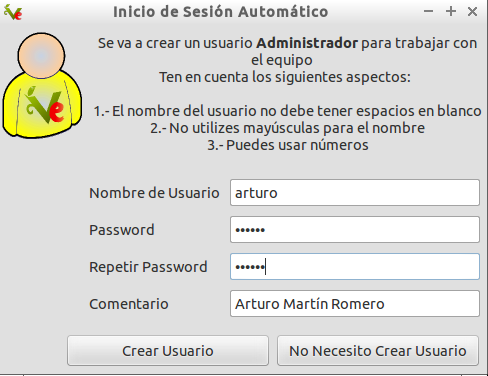 Inicio de Sesión Automático
Se va a crear un usuario Administrador para trabajar con
el equipo
Ten en cuenta los siguientes aspectos:
1.- El nombre del usuario no debe tener espacios en blanco
2.- No utilizes mayúsculas para el nombre
3.- Puedes usar números
Ve
Nombre de Usuario arturo
Password ••••••
Repetir Password ••••••
Comentario Arturo Martín Romero
Crear Usuario No Necesito Crear Usuario